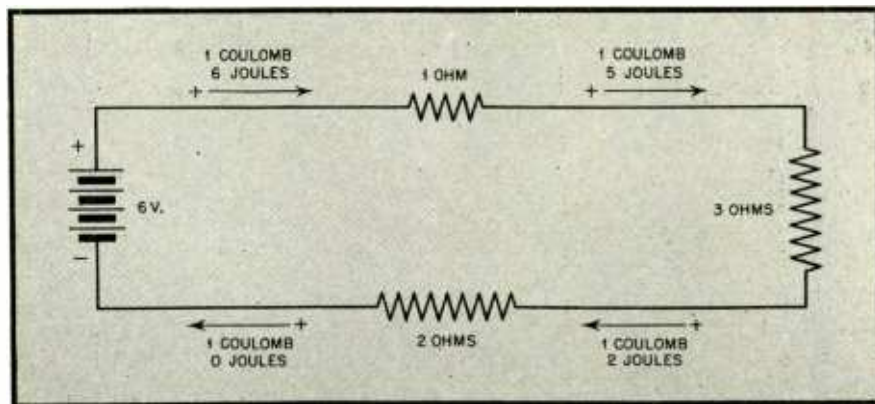 1 COULOMB
6 JOULES
1 OHM
1 COULOMB
5 JOULES
+
+
+
6 V.
3 OHMS
−
+
+
1 COULOMB
0 JOULES
2 OHMS
1 COULOMB
2 JOULES